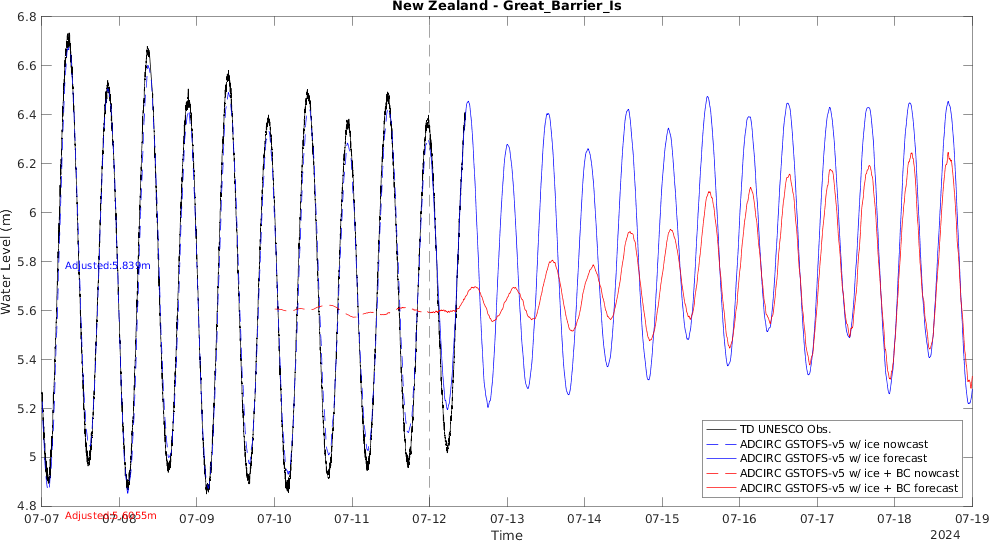 New Zealand - Great_Barrier_Is
6.8
6.6
6.4
6.2
6
5.8
5.6
5.4
5.2
5
4.8
Water Level (m)
Adjusted:5.839m
Adjusted:5.6055m
TD UNESCO Obs.
ADCIRC GSTOFS-v5 w/ ice nowcast
ADCIRC GSTOFS-v5 w/ ice forecast
ADCIRC GSTOFS-v5 w/ ice + BC nowcast
ADCIRC GSTOFS-v5 w/ ice + BC forecast
07-07 07-08 07-09 07-10 07-11 07-12 07-13 07-14 07-15 07-16 07-17 07-18 07-19
Time
2024